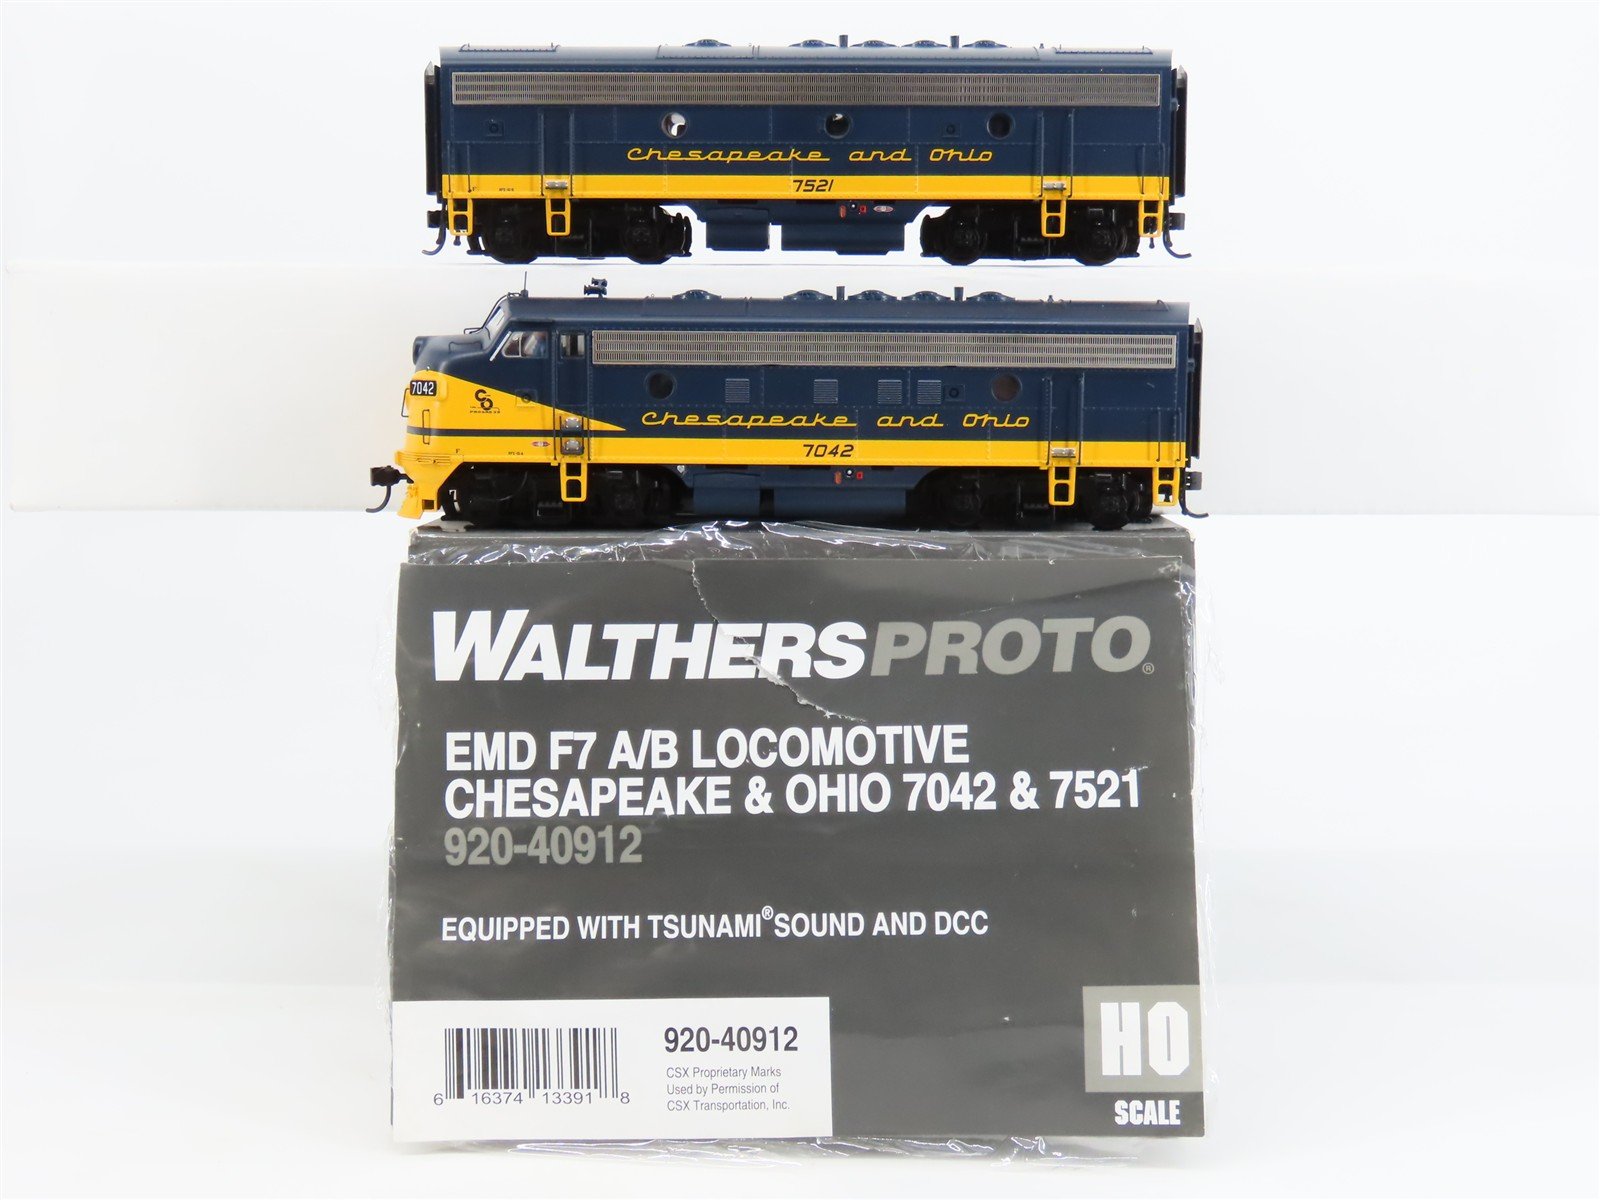 Chesapeake and Ohio
7521
7042
C&O
Chesapeake and Ohio
7042
7
WALTHERSPROTO®
EMD F7 A/B LOCOMOTIVE
CHESAPEAKE & OHIO 7042 & 7521
920-40912
EQUIPPED WITH TSUNAMI® SOUND AND DCC
920-40912
CSX Proprietary Marks
Used by Permission of
CSX Transportation, Inc.
6 16374 13391 8
HO
SCALE